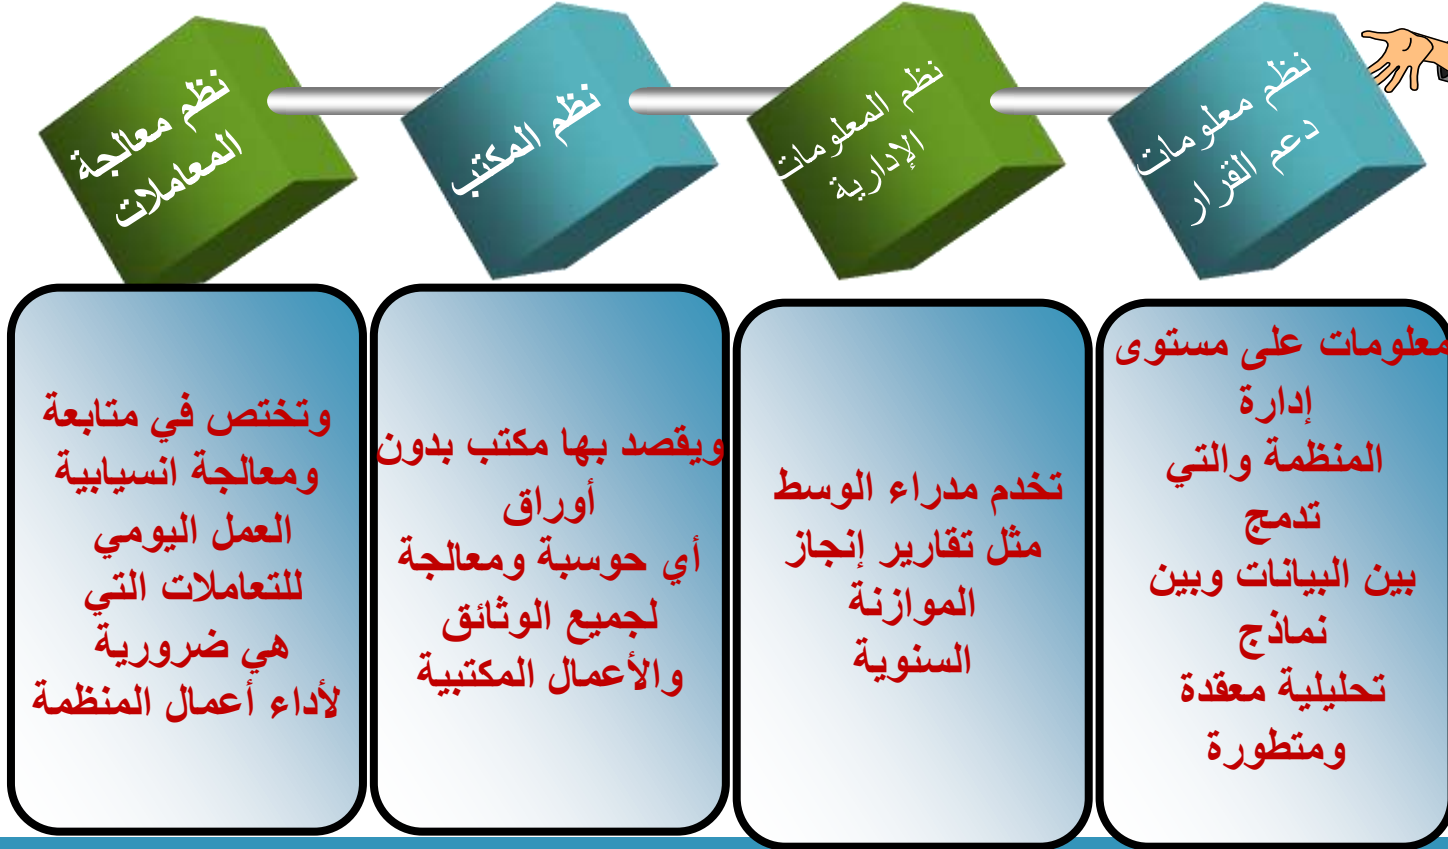 نظم معلومات
دعم القرار
نظم المعلومات
الإدارية
نظم المكتب
نظم معالجة
المعاملات
معلومات على مستوى
إدارة
المنظمة والتي
تدمج
بين البيانات وبين
نماذج
تحليلية معقدة
ومتطورة
تخدم مدراء الوسط
مثل تقارير إنجاز
الموازنة
السنوية
ويقصد بها مكتب بدون
أوراق
أي حوسبة ومعالجة
لجميع الوثائق
والأعمال المكتبية
وتختص في متابعة
ومعالجة انسيابية
العمل اليومي
للتعاملات التي
هي ضرورية
لأداء أعمال المنظمة